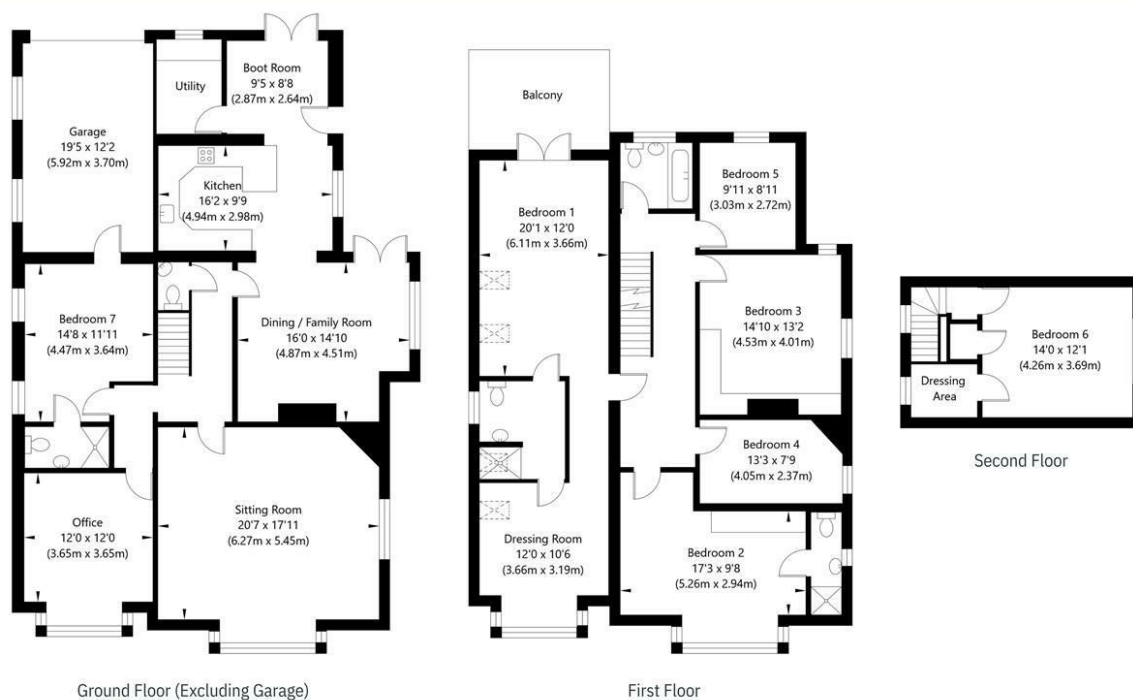 Garage
19'5 x 12'2
(5.92m x 3.70m)
Utility
Boot Room
9'5 x 8'8
(2.87m x 2.64m)
Kitchen
16'2 x 9'9
(4.94m x 2.98m)
Bedroom 7
14'8 x 11'11
(4.47m x 3.64m)
Dining / Family Room
16'0 x 14'10
(4.87m x 4.51m)
Office
12'0 x 12'0
(3.65m x 3.65m)
Sitting Room
20'7 x 17'11
(6.27m x 5.45m)
Ground Floor (Excluding Garage)
Balcony
Bedroom 1
20'1 x 12'0
(6.11m x 3.66m)
Bedroom 5
9'11 x 8'11
(3.03m x 2.72m)
Bedroom 3
14'10 x 13'2
(4.53m x 4.01m)
Bedroom 4
13'3 x 7'9
(4.05m x 2.37m)
Dressing Room
12'0 x 10'6
(3.66m x 3.19m)
Bedroom 2
17'3 x 9'8
(5.26m x 2.94m)
First Floor
Bedroom 6
14'0 x 12'1
(4.26m x 3.69m)
Dressing
Area
Second Floor